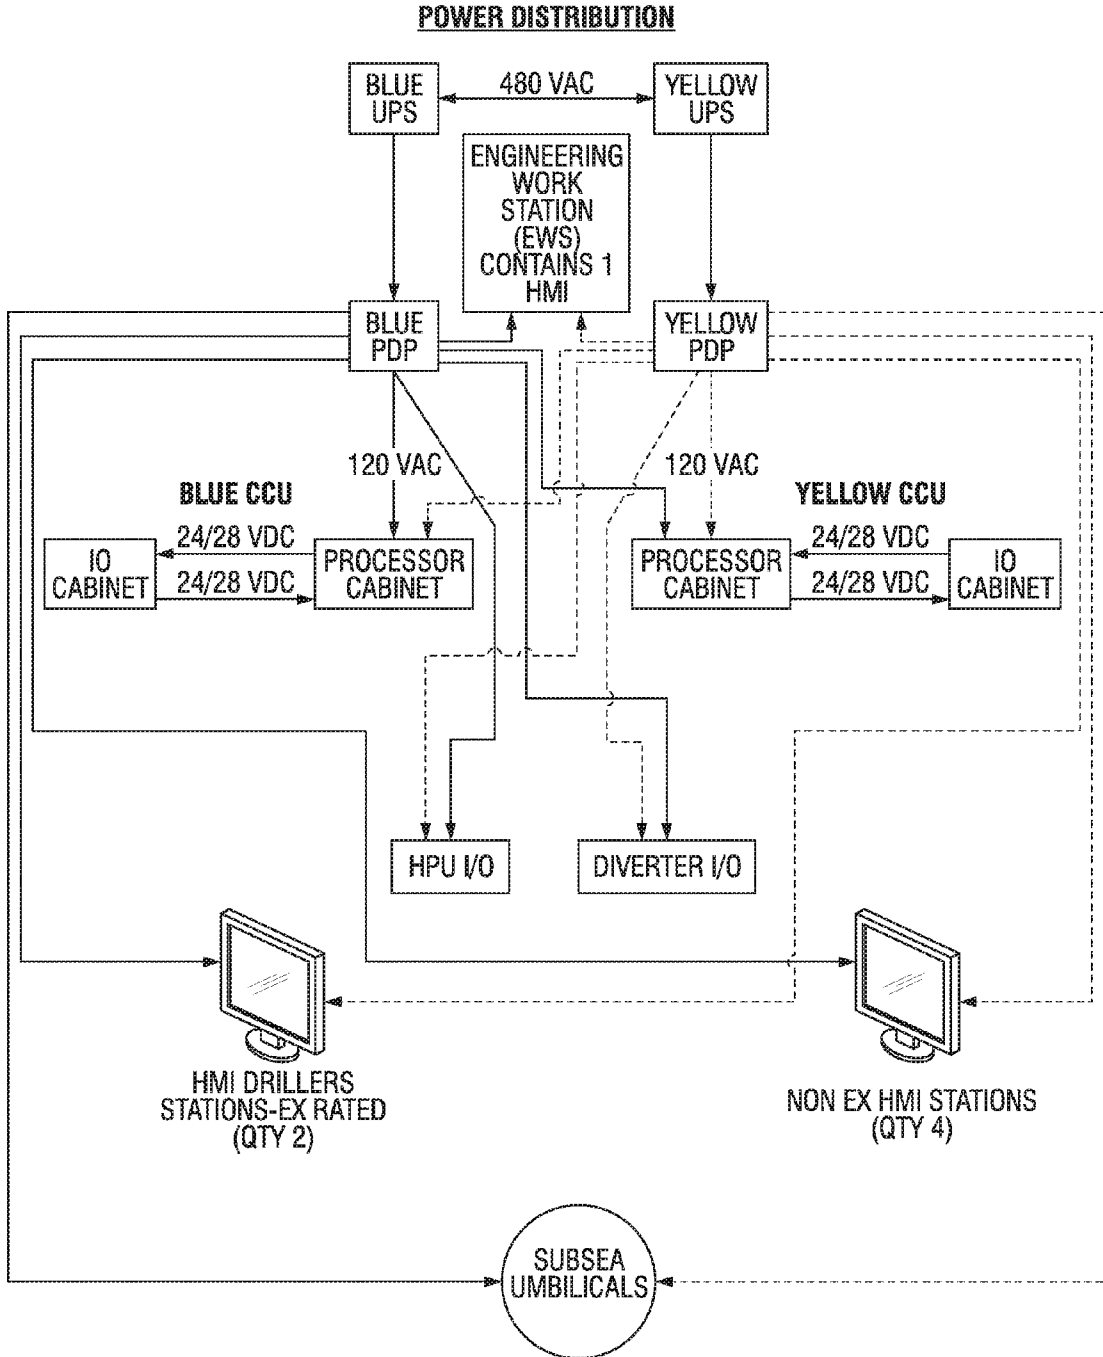 POWER DISTRIBUTION
BLUE
UPS
480 VAC
YELLOW
UPS
ENGINEERING
WORK
STATION
(EWS)
CONTAINS 1
HMI
BLUE
PDP
YELLOW
PDP
120 VAC
120 VAC
BLUE CCU
YELLOW CCU
IO
CABINET
24/28 VDC
24/28 VDC
PROCESSOR
CABINET
PROCESSOR
CABINET
24/28 VDC
24/28 VDC
IO
CABINET
HPU I/O
DIVERTER I/O
HMI DRILLERS
STATIONS-EX RATED
(QTY 2)
NON EX HMI STATIONS
(QTY 4)
SUBSEA
UMBILICALS